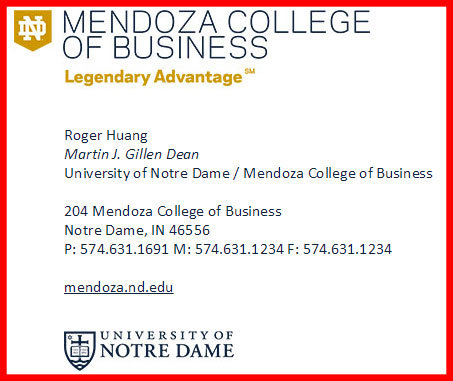 ND
MENDOZA COLLEGE
OF BUSINESS
Legendary Advantage℠
Roger Huang
Martin J. Gillen Dean
University of Notre Dame / Mendoza College of Business
204 Mendoza College of Business
Notre Dame, IN 46556
P: 574.631.1691 M: 574.631.1234 F: 574.631.1234
mendoza.nd.edu
UNIVERSITY OF
NOTRE DAME